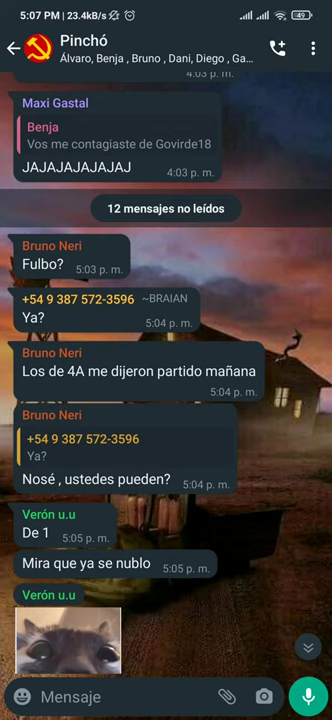 5:07 PM | 23.4kB/s
49
Pinchó
Álvaro, Benja , Bruno , Dani, Diego , Ga...
4:03 p. m.
Maxi Gastal
Benja
Vos me contagiaste de Govirde18
JAJAJAJAJAJAJ
4:03 p. m.
12 mensajes no leídos
Bruno Neri
Fulbo?
5:03 p. m.
+54 9 387 572-3596 ~BRAIAN
Ya?
5:04 p. m.
Bruno Neri
Los de 4A me dijeron partido mañana
5:04 p. m.
Bruno Neri
+54 9 387 572-3596
Ya?
Nosé , ustedes pueden?
5:04 p. m.
Verón u.u
De 1
5:05 p. m.
Mira que ya se nublo
5:05 p. m.
Verón u.u
Mensaje